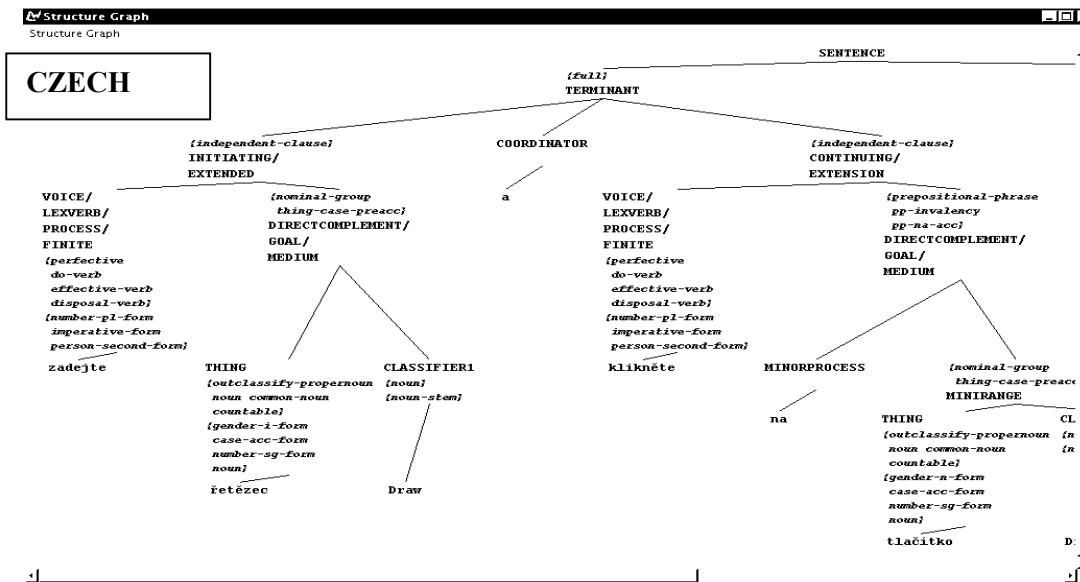 Structure Graph
Structure Graph
CZECH
SENTENCE
{full}
TERMINANT
{independent-clause}
INITIATING/
EXTENDED
COORDINATOR
{independent-clause}
CONTINUING/
EXTENSION
VOICE/
LEXVERB/
PROCESS/
FINITE
{perfective
do-verb
effective-verb
disposal-verb}
{number-pl-form
imperative-form
person-second-form}
zadejte
{nominal-group
thing-case-preacc}
DIRECTCOMPLEMENT/
GOAL/
MEDIUM
THING
{outclassify-propernoun
noun common-noun
countable}
{gender-i-form
case-acc-form
number-sg-form
noun}
řetězec
CLASSIFIER1
{noun}
{noun-stem}
Draw
a
VOICE/
LEXVERB/
PROCESS/
FINITE
{perfective
do-verb
effective-verb
disposal-verb}
{number-pl-form
imperative-form
person-second-form}
klikněte
{prepositional-phrase
pp-invalency
pp-na-acc}
DIRECTCOMPLEMENT/
GOAL/
MEDIUM
MINORPROCESS
na
{nominal-group
thing-case-preacc
MINIRANGE
THING
{outclassify-propernoun
noun common-noun
countable}
{gender-n-form
case-acc-form
number-sg-form
noun}
tlačítko
CL
{n
{n
D